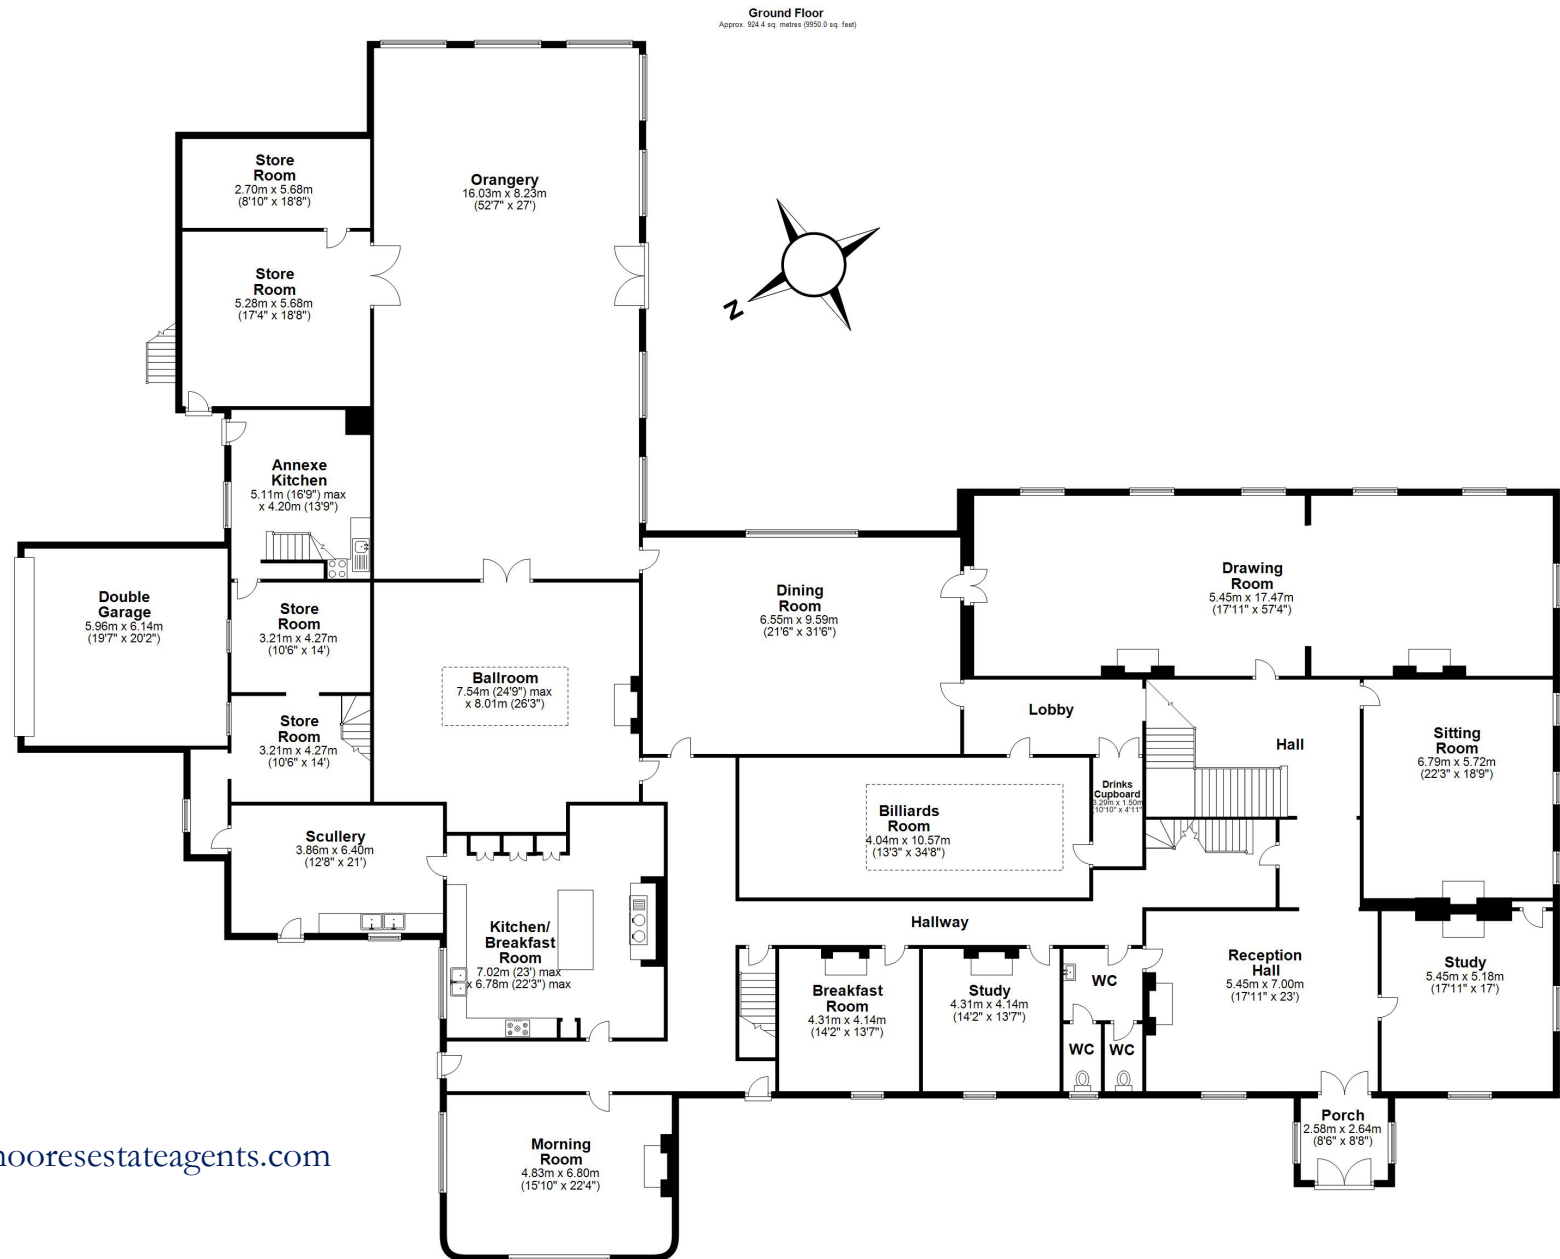 Ground Floor
Approx. 924.4 sq. metres (9950.0 sq. feet)
Store
Room
2.70m x 5.68m
(8'10" x 18'8")
Orangery
16.03m x 8.23m
(52'7" x 27')
Store
Room
5.28m x 5.68m
(17'4" x 18'8")
N
Annexe
Kitchen
5.11m (16'9") max
x 4.20m (13'9")
Double
Garage
5.96m x 6.14m
(19'7" x 20'2")
Store
Room
3.21m x 4.27m
(10'6" x 14')
Dining
Room
6.55m x 9.59m
(21'6" x 31'6")
Drawing
Room
5.45m x 17.47m
(17'11" x 57'4")
Ballroom
7.54m (24'9") max
x 8.01m (26'3")
Store
Room
3.21m x 4.27m
(10'6" x 14')
Lobby
Hall
Sitting
Room
6.79m x 5.72m
(22'3" x 18'9")
Drinks
Cupboard
3.29m x 1.50m
(10'10" x 4'11")
Billiards
Room
4.04m x 10.57m
(13'3" x 34'8")
Scullery
3.86m x 6.40m
(12'8" x 21')
Kitchen/
Breakfast
Room
7.02m (23') max
x 6.78m (22'3") max
Hallway
Breakfast
Room
4.31m x 4.14m
(14'2" x 13'7")
Study
4.31m x 4.14m
(14'2" x 13'7")
WC
WC
WC
Reception
Hall
5.45m x 7.00m
(17'11" x 23')
Study
5.45m x 5.18m
(17'11" x 17')
Porch
2.58m x 2.64m
(8'6" x 8'8")
Morning
Room
4.83m x 6.80m
(15'10" x 22'4")
mooresestateagents.com